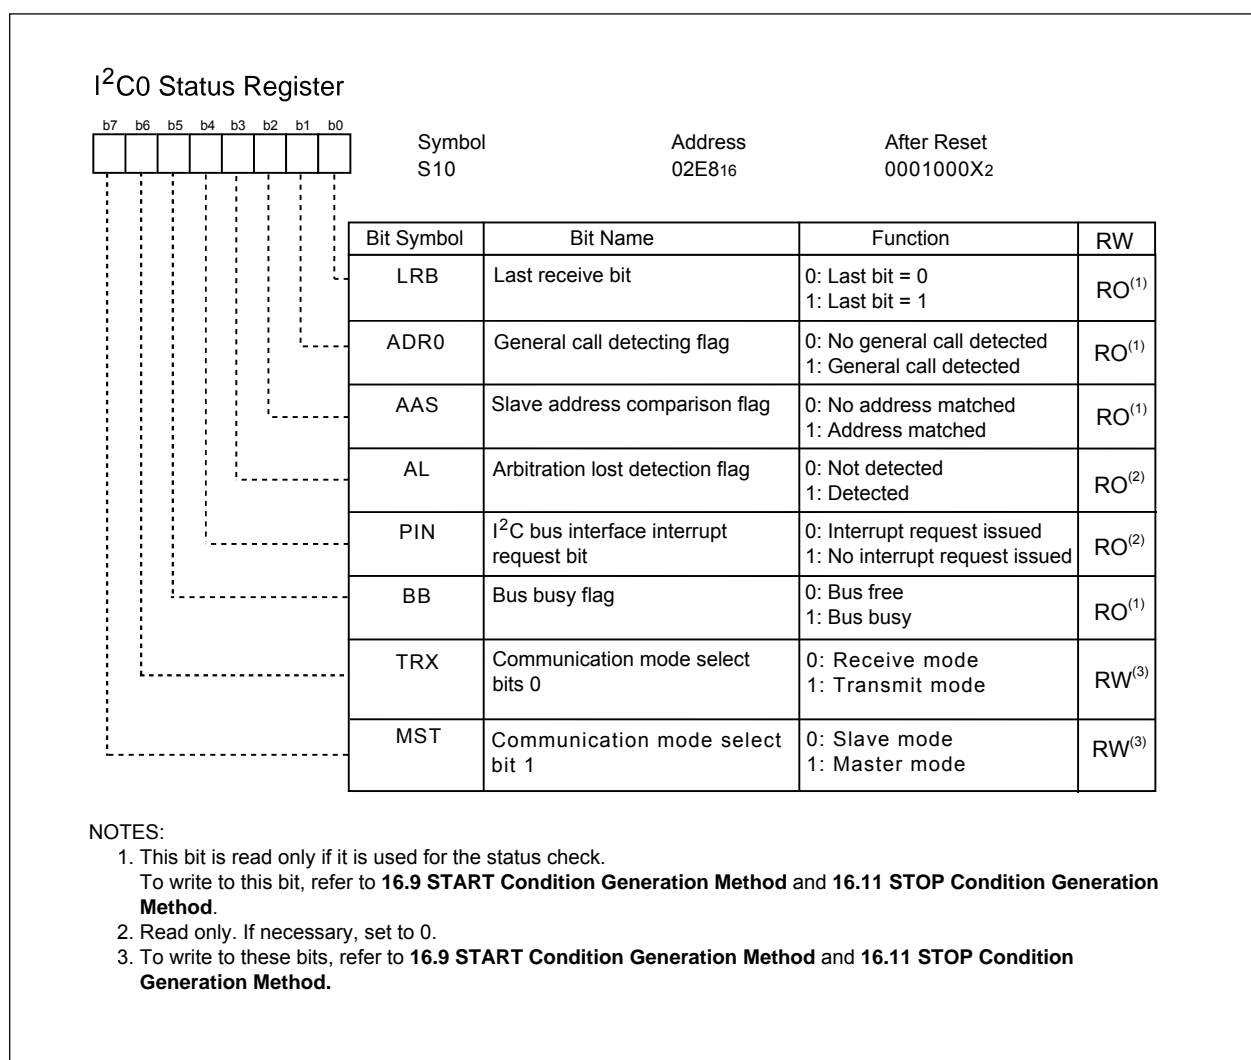 I²C0 Status Register
b7 b6 b5 b4 b3 b2 b1 b0
Symbol Address After Reset
S10 02E816 0001000X2
Bit Symbol Bit Name Function RW
LRB Last receive bit 0: Last bit = 0
1: Last bit = 1 RO(1)
ADR0 General call detecting flag 0: No general call detected
1: General call detected RO(1)
AAS Slave address comparison flag 0: No address matched
1: Address matched RO(1)
AL Arbitration lost detection flag 0: Not detected
1: Detected RO(2)
PIN I²C bus interface interrupt 0: Interrupt request issued
request bit 1: No interrupt request issued RO(2)
BB Bus busy flag 0: Bus free
1: Bus busy RO(1)
TRX Communication mode select 0: Receive mode
bits 0 1: Transmit mode RW(3)
MST Communication mode select 0: Slave mode
bit 1 1: Master mode RW(3)
NOTES:
1. This bit is read only if it is used for the status check.
To write to this bit, refer to 16.9 START Condition Generation Method and 16.11 STOP Condition Generation
Method.
2. Read only. If necessary, set to 0.
3. To write to these bits, refer to 16.9 START Condition Generation Method and 16.11 STOP Condition
Generation Method.